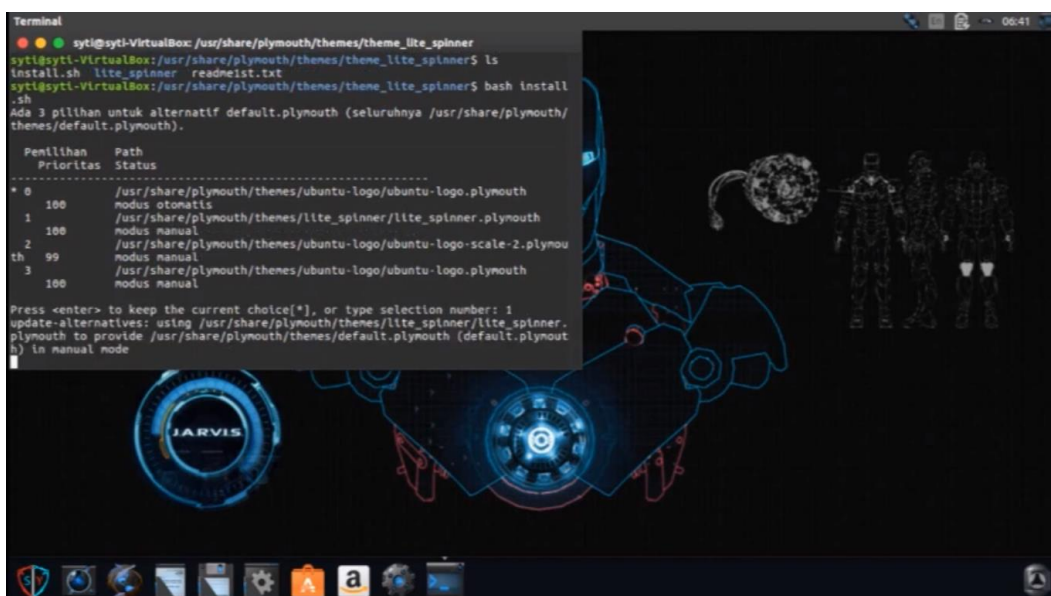 Terminal
En
06:41
syti@syti-VirtualBox: /usr/share/plymouth/themes/theme_lite_spinner
syti@syti-VirtualBox:/usr/share/plymouth/themes/theme_lite_spinner$ ls
install.sh lite_spinner readme1st.txt
syti@syti-VirtualBox:/usr/share/plymouth/themes/theme_lite_spinner$ bash install
.sh
Ada 3 pilihan untuk alternatif default.plymouth (seluruhnya /usr/share/plymouth/
themes/default.plymouth).
Pemilihan Path
Prioritas Status
------------------------------------------------------------
* 0 /usr/share/plymouth/themes/ubuntu-logo/ubuntu-logo.plymouth
100 modus otomatis
1 /usr/share/plymouth/themes/lite_spinner/lite_spinner.plymouth
100 modus manual
2 /usr/share/plymouth/themes/ubuntu-logo/ubuntu-logo-scale-2.plymou
th 99 modus manual
3 /usr/share/plymouth/themes/ubuntu-logo/ubuntu-logo.plymouth
100 modus manual
Press <enter> to keep the current choice[*], or type selection number: 1
update-alternatives: using /usr/share/plymouth/themes/lite_spinner/lite_spinner.
plymouth to provide /usr/share/plymouth/themes/default.plymouth (default.plymout
h) in manual mode
J.A.R.V.I.S
S Y
A
a